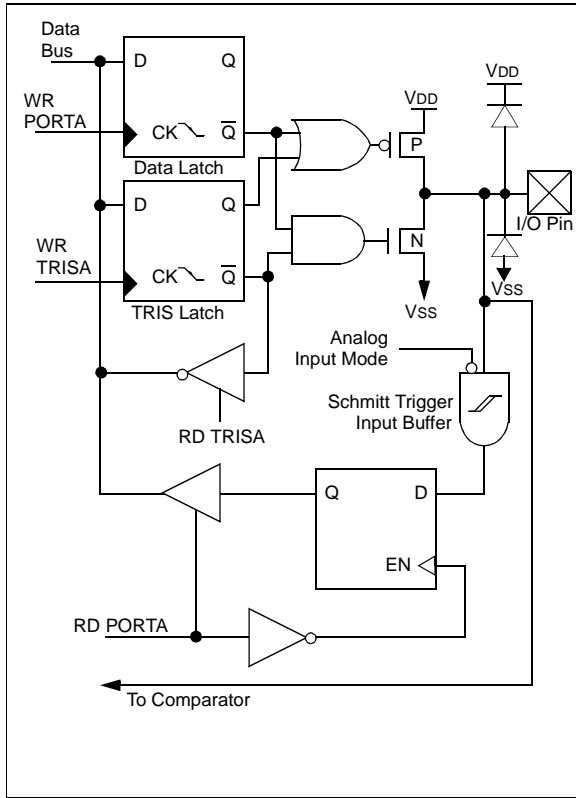 Data
Bus
D Q
VDD
WR
PORTA
CK Q
VDD
P
Data Latch
D Q
I/O Pin
N
WR
TRISA
CK Q
VSS
VSS
TRIS Latch
Analog
Input Mode
Schmitt Trigger
Input Buffer
RD TRISA
Q D
EN
RD PORTA
To Comparator